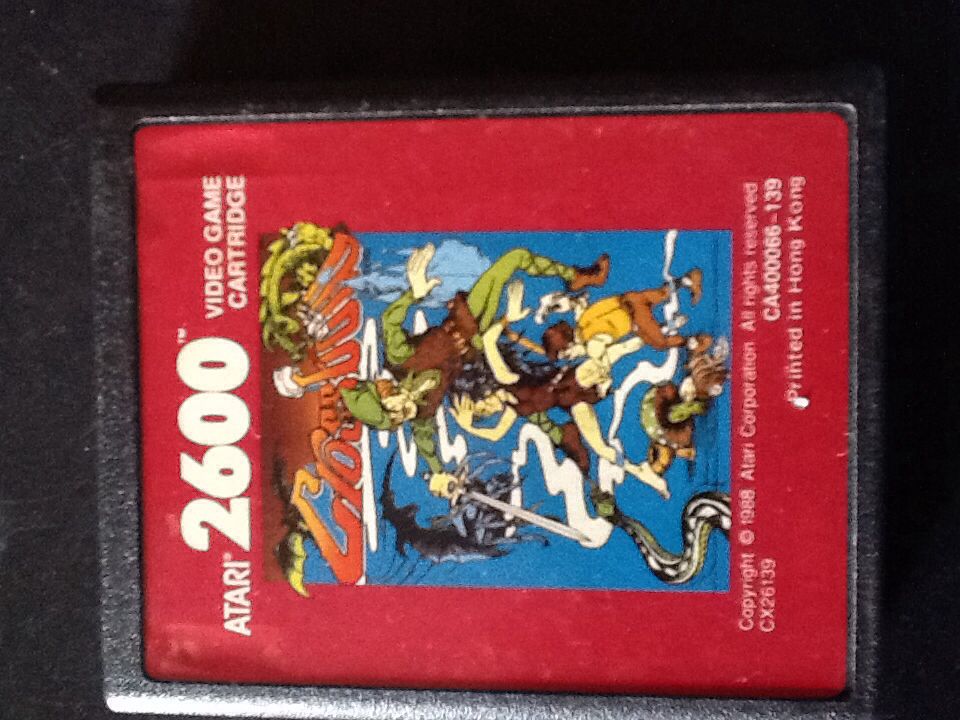 ATARI® 2600™ VIDEO GAME
CARTRIDGE
Crossbow
Copyright © 1988 Atari Corporation All rights reserved
CX26139 CA400066-139
Printed in Hong Kong